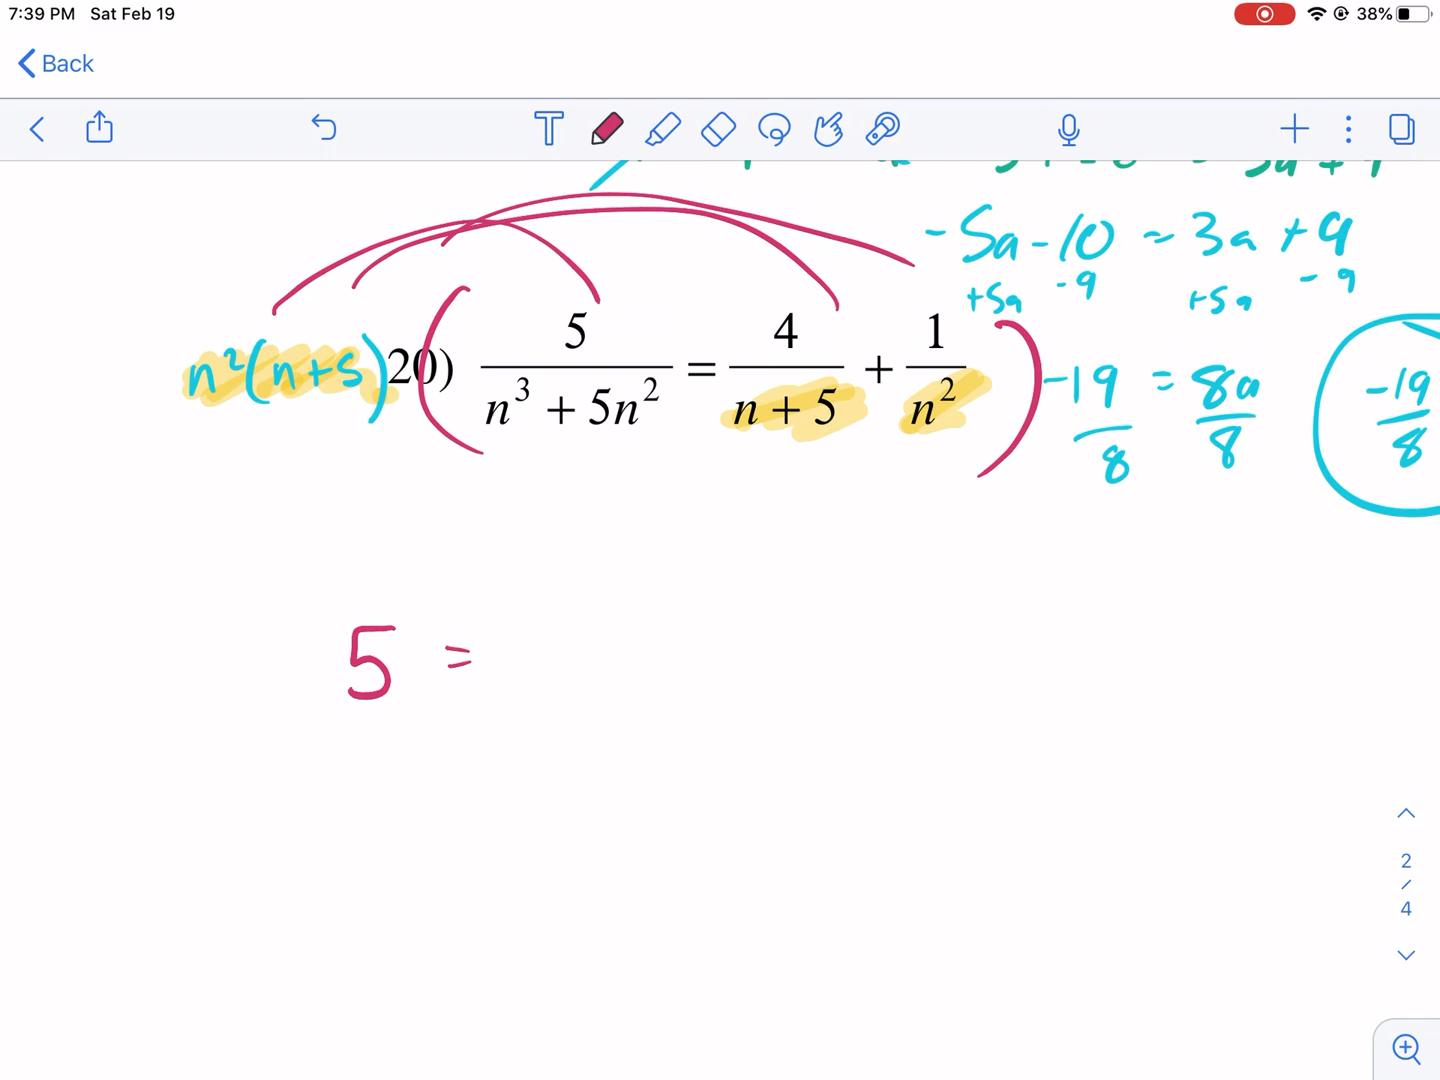 7:39 PM Sat Feb 19 38%
Back
T
-5a - 10 = 3a + 9
+5a -9 +5a -9
n²(n+5) 20) ( 5/(n³ + 5n²) = 4/(n + 5) + 1/n² )
-19/8 = 8a/8
-19/8
5 =
2
/
4